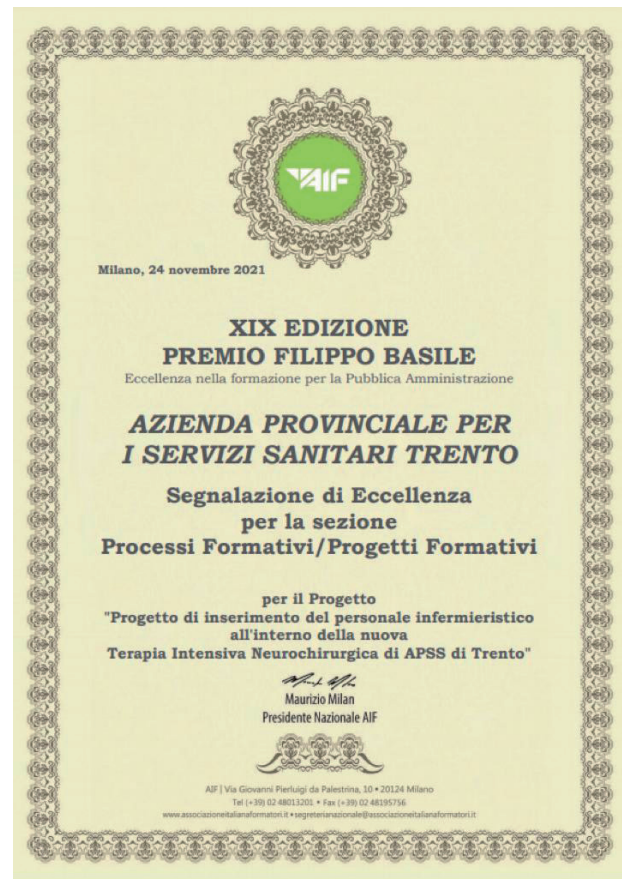 AIF
Milano, 24 novembre 2021
XIX EDIZIONE
PREMIO FILIPPO BASILE
Eccellenza nella formazione per la Pubblica Amministrazione
AZIENDA PROVINCIALE PER
I SERVIZI SANITARI TRENTO
Segnalazione di Eccellenza
per la sezione
Processi Formativi/Progetti Formativi
per il Progetto
"Progetto di inserimento del personale infermieristico
all'interno della nuova
Terapia Intensiva Neurochirurgica di APSS di Trento"
Maurizio Milan
Presidente Nazionale AIF
AIF | Via Giovanni Pierluigi da Palestrina, 10 • 20124 Milano
Tel (+39) 02 48013201 • Fax (+39) 02 48195756
www.associazioneitalianaformatori.it • segreterianazionale@associazioneitalianaformatori.it